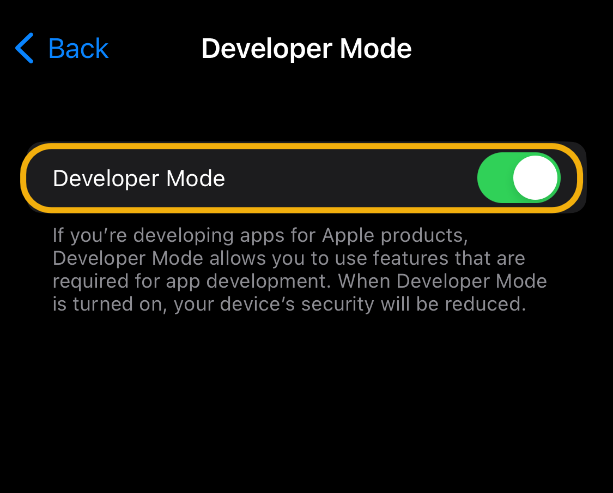 Back
Developer Mode
Developer Mode
If you’re developing apps for Apple products,
Developer Mode allows you to use features that are
required for app development. When Developer Mode
is turned on, your device’s security will be reduced.